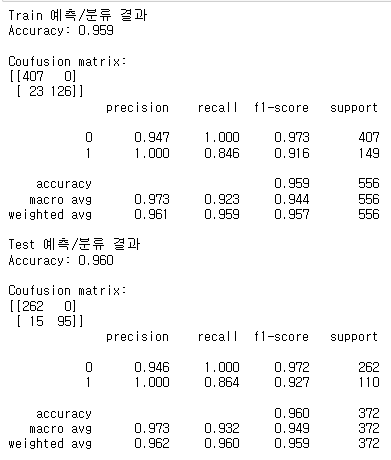 Train 예측/분류 결과
Accuracy: 0.959
Coufusion matrix:
[[407   0]
 [ 23 126]]
              precision    recall  f1-score   support
           0      0.947     1.000     0.973       407
           1      1.000     0.846     0.916       149
    accuracy                          0.959       556
   macro avg      0.973     0.923     0.944       556
weighted avg      0.961     0.959     0.957       556
Test 예측/분류 결과
Accuracy: 0.960
Coufusion matrix:
[[262   0]
 [ 15  95]]
              precision    recall  f1-score   support
           0      0.946     1.000     0.972       262
           1      1.000     0.864     0.927       110
    accuracy                          0.960       372
   macro avg      0.973     0.932     0.949       372
weighted avg      0.962     0.960     0.959       372